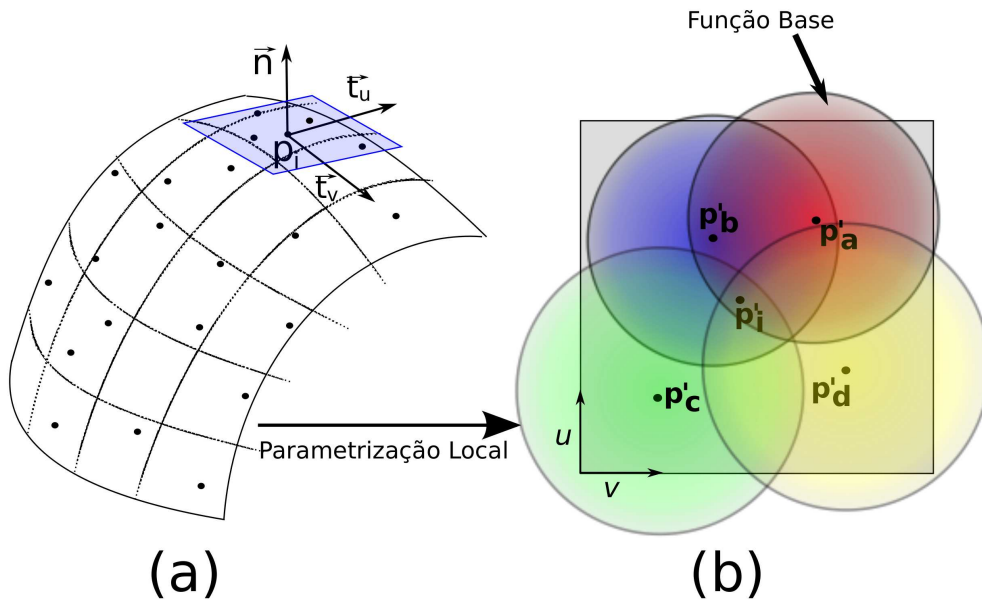 Função Base
n
t_u
p_i
t_v
p'_b
p'_a
p'_i
p'_c
p'_d
u
v
Parametrização Local
(a)
(b)